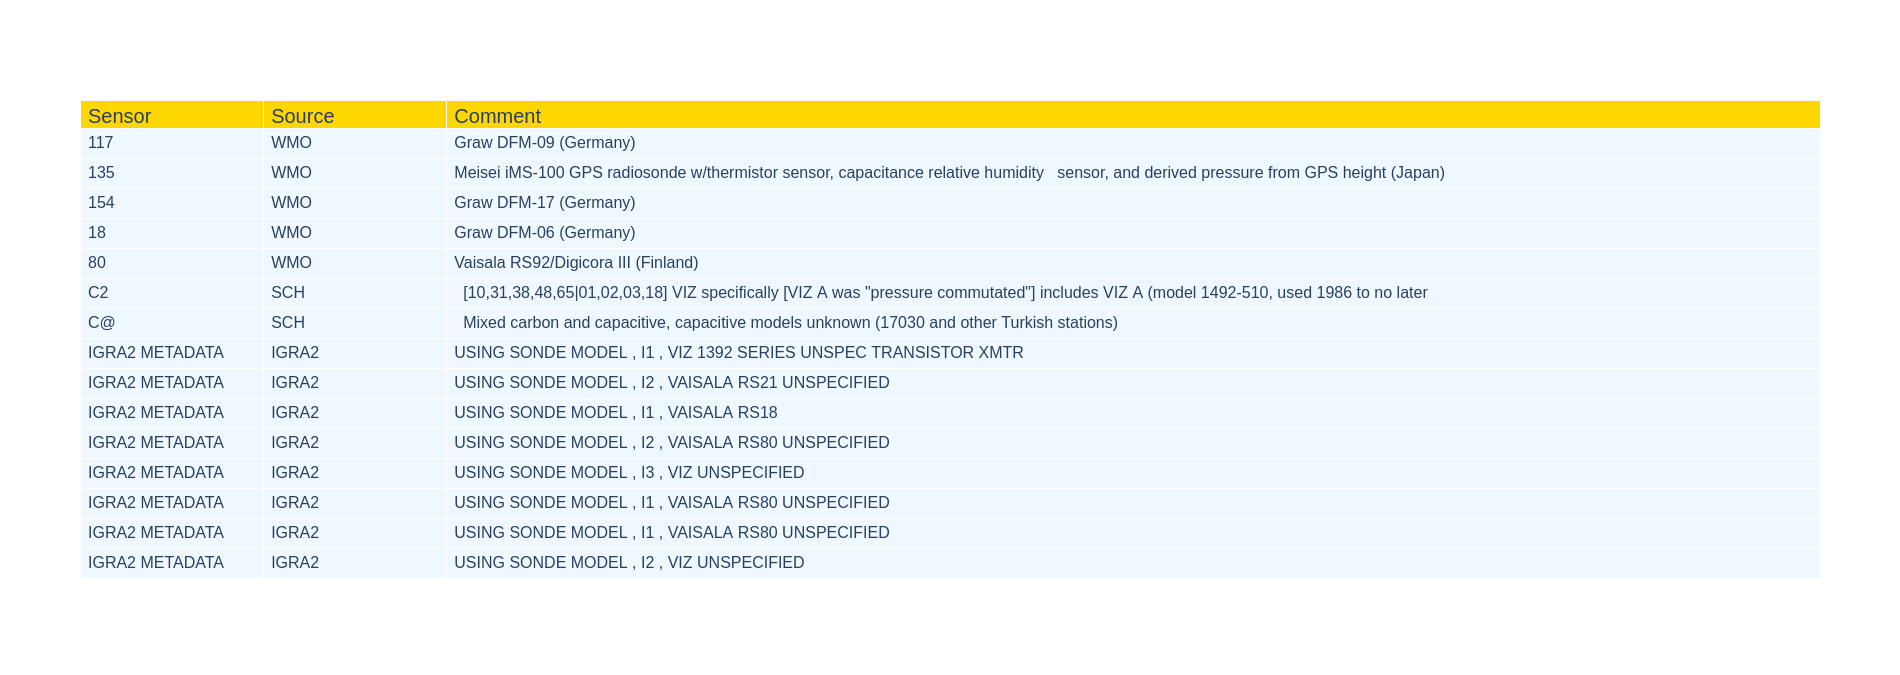 Sensor Source Comment
117 WMO Graw DFM-09 (Germany)
135 WMO Meisei iMS-100 GPS radiosonde w/thermistor sensor, capacitance relative humidity   sensor, and derived pressure from GPS height (Japan)
154 WMO Graw DFM-17 (Germany)
18 WMO Graw DFM-06 (Germany)
80 WMO Vaisala RS92/Digicora III (Finland)
C2 SCH [10,31,38,48,65|01,02,03,18] VIZ specifically [VIZ A was "pressure commutated"] includes VIZ A (model 1492-510, used 1986 to no later
C@ SCH Mixed carbon and capacitive, capacitive models unknown (17030 and other Turkish stations)
IGRA2 METADATA IGRA2 USING SONDE MODEL , I1 , VIZ 1392 SERIES UNSPEC TRANSISTOR XMTR
IGRA2 METADATA IGRA2 USING SONDE MODEL , I2 , VAISALA RS21 UNSPECIFIED
IGRA2 METADATA IGRA2 USING SONDE MODEL , I1 , VAISALA RS18
IGRA2 METADATA IGRA2 USING SONDE MODEL , I2 , VAISALA RS80 UNSPECIFIED
IGRA2 METADATA IGRA2 USING SONDE MODEL , I3 , VIZ UNSPECIFIED
IGRA2 METADATA IGRA2 USING SONDE MODEL , I1 , VAISALA RS80 UNSPECIFIED
IGRA2 METADATA IGRA2 USING SONDE MODEL , I1 , VAISALA RS80 UNSPECIFIED
IGRA2 METADATA IGRA2 USING SONDE MODEL , I2 , VIZ UNSPECIFIED